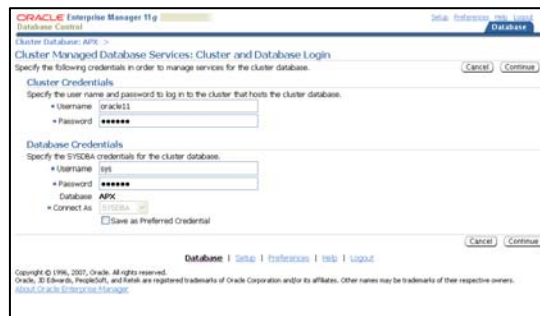 ORACLE Enterprise Manager 11g
Database Control
Setup Preferences Help Logout
Database
Cluster Database: APX >
Cluster Managed Database Services: Cluster and Database Login
Specify the following credentials in order to manage services for the cluster database.
Cancel Continue
Cluster Credentials
Specify the user name and password to log in to the cluster that hosts the cluster database.
* Username oracle11
* Password ••••••
Database Credentials
Specify the SYSDBA credentials for the cluster database.
* Username sys
* Password ••••••
Database APX
* Connect As SYSDBA
Save as Preferred Credential
Cancel Continue
Database | Setup | Preferences | Help | Logout
Copyright © 1996, 2007, Oracle. All rights reserved.
Oracle, JD Edwards, PeopleSoft, and Retek are registered trademarks of Oracle Corporation and/or its affiliates. Other names may be trademarks of their respective owners.
About Oracle Enterprise Manager